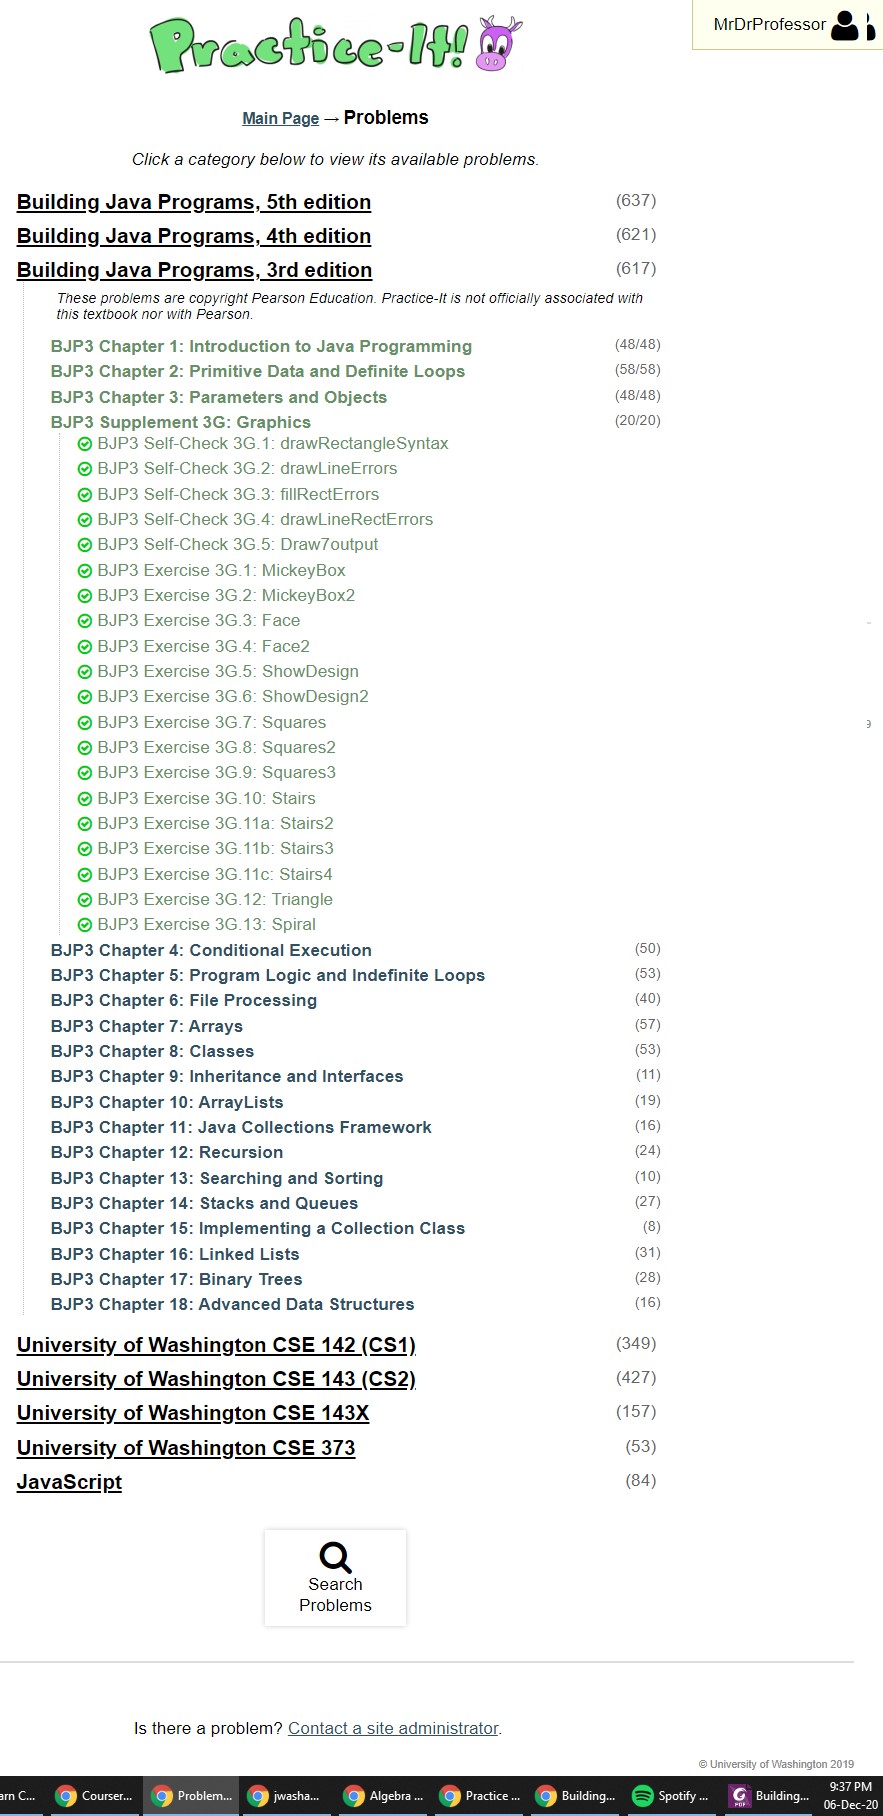 Practice-It!
MrDrProfessor
Main Page → Problems
Click a category below to view its available problems.
Building Java Programs, 5th edition (637)
Building Java Programs, 4th edition (621)
Building Java Programs, 3rd edition (617)
These problems are copyright Pearson Education. Practice-It is not officially associated with
this textbook nor with Pearson.
BJP3 Chapter 1: Introduction to Java Programming (48/48)
BJP3 Chapter 2: Primitive Data and Definite Loops (58/58)
BJP3 Chapter 3: Parameters and Objects (48/48)
BJP3 Supplement 3G: Graphics (20/20)
BJP3 Self-Check 3G.1: drawRectangleSyntax
BJP3 Self-Check 3G.2: drawLineErrors
BJP3 Self-Check 3G.3: fillRectErrors
BJP3 Self-Check 3G.4: drawLineRectErrors
BJP3 Self-Check 3G.5: Draw7output
BJP3 Exercise 3G.1: MickeyBox
BJP3 Exercise 3G.2: MickeyBox2
BJP3 Exercise 3G.3: Face
BJP3 Exercise 3G.4: Face2
BJP3 Exercise 3G.5: ShowDesign
BJP3 Exercise 3G.6: ShowDesign2
BJP3 Exercise 3G.7: Squares
BJP3 Exercise 3G.8: Squares2
BJP3 Exercise 3G.9: Squares3
BJP3 Exercise 3G.10: Stairs
BJP3 Exercise 3G.11a: Stairs2
BJP3 Exercise 3G.11b: Stairs3
BJP3 Exercise 3G.11c: Stairs4
BJP3 Exercise 3G.12: Triangle
BJP3 Exercise 3G.13: Spiral
BJP3 Chapter 4: Conditional Execution (50)
BJP3 Chapter 5: Program Logic and Indefinite Loops (53)
BJP3 Chapter 6: File Processing (40)
BJP3 Chapter 7: Arrays (57)
BJP3 Chapter 8: Classes (53)
BJP3 Chapter 9: Inheritance and Interfaces (11)
BJP3 Chapter 10: ArrayLists (19)
BJP3 Chapter 11: Java Collections Framework (16)
BJP3 Chapter 12: Recursion (24)
BJP3 Chapter 13: Searching and Sorting (10)
BJP3 Chapter 14: Stacks and Queues (27)
BJP3 Chapter 15: Implementing a Collection Class (8)
BJP3 Chapter 16: Linked Lists (31)
BJP3 Chapter 17: Binary Trees (28)
BJP3 Chapter 18: Advanced Data Structures (16)
University of Washington CSE 142 (CS1) (349)
University of Washington CSE 143 (CS2) (427)
University of Washington CSE 143X (157)
University of Washington CSE 373 (53)
JavaScript (84)
Search
Problems
Is there a problem? Contact a site administrator.
© University of Washington 2019
arn C... Courser... Problem... jwasha... Algebra ... Practice ... Building... Spotify ... Building... 9:37 PM
06-Dec-20